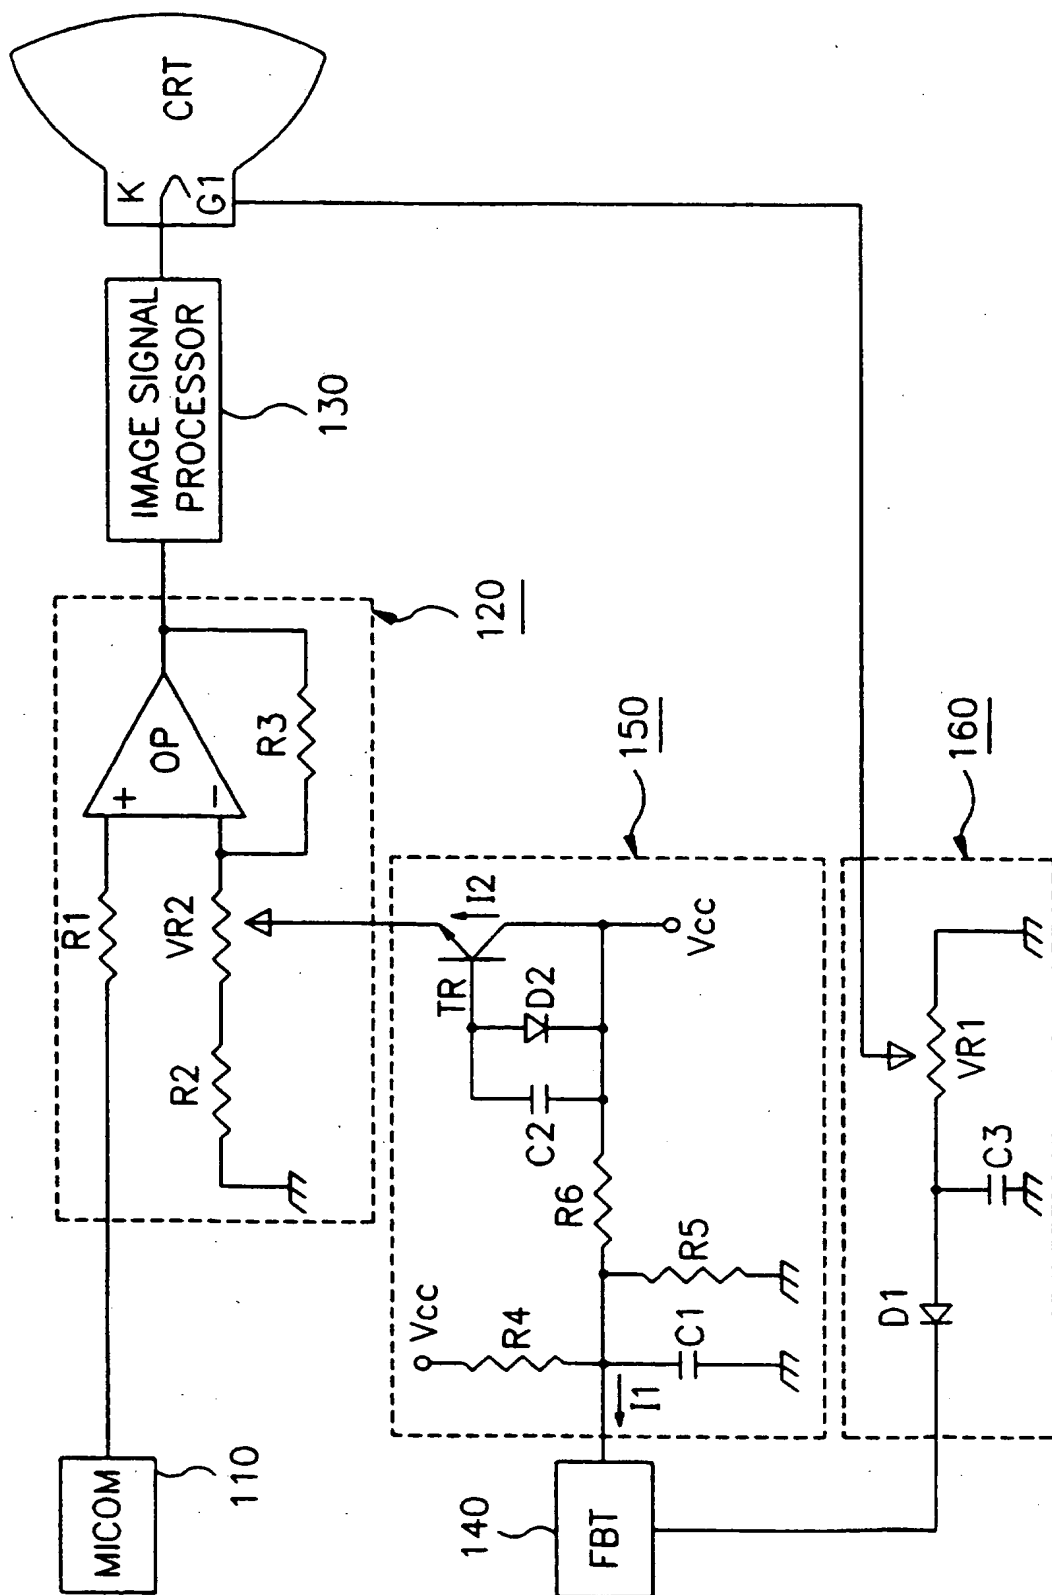 MICOM
110
R1
R2
VR2
+
−
OP
R3
120
IMAGE SIGNAL
PROCESSOR
130
K
G1
CRT
140
FBT
I1
Vcc
R4
C1
R5
R6
C2
D2
TR
I2
Vcc
150
D1
C3
VR1
160